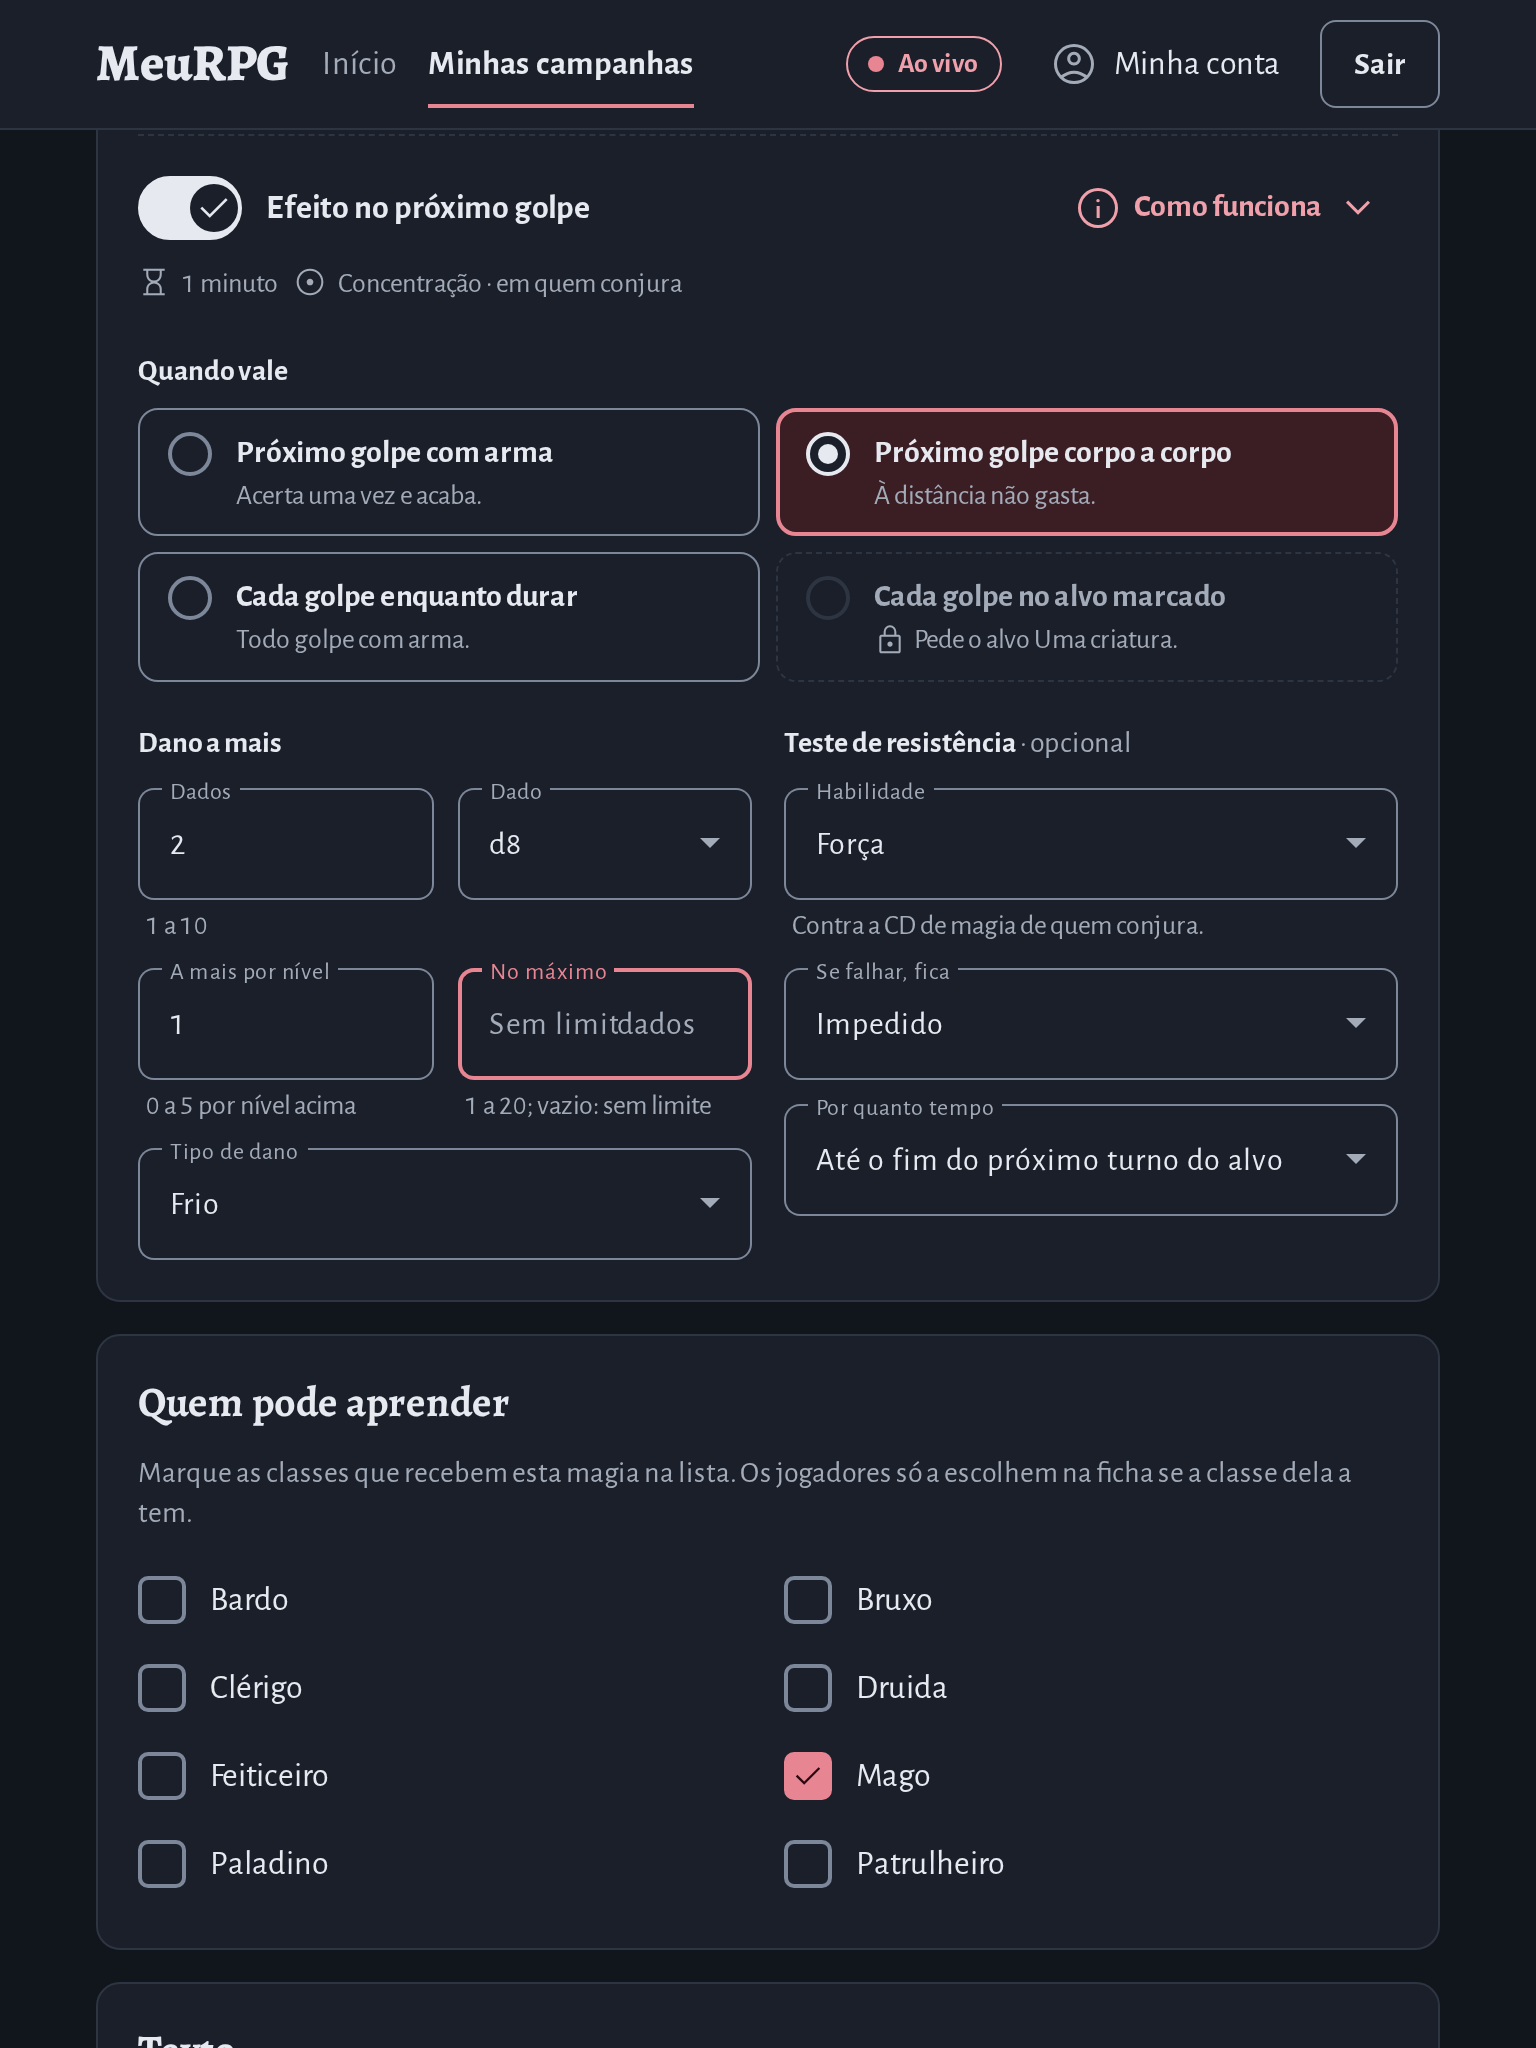 MeuRPG Início Minhas campanhas Ao vivo Minha conta Sair
Efeito no próximo golpe Como funciona
1 minuto Concentração · em quem conjura
Quando vale
Próximo golpe com arma
Acerta uma vez e acaba.
Próximo golpe corpo a corpo
À distância não gasta.
Cada golpe enquanto durar
Todo golpe com arma.
Cada golpe no alvo marcado
Pede o alvo Uma criatura.
Dano a mais
Dados
2
1 a 10
Dado
d8
A mais por nível
1
0 a 5 por nível acima
No máximo
Sem limitdados
1 a 20; vazio: sem limite
Tipo de dano
Frio
Teste de resistência · opcional
Habilidade
Força
Contra a CD de magia de quem conjura.
Se falhar, fica
Impedido
Por quanto tempo
Até o fim do próximo turno do alvo
Quem pode aprender
Marque as classes que recebem esta magia na lista. Os jogadores só a escolhem na ficha se a classe dela a
tem.
Bardo
Bruxo
Clérigo
Druida
Feiticeiro
Mago
Paladino
Patrulheiro
Texto